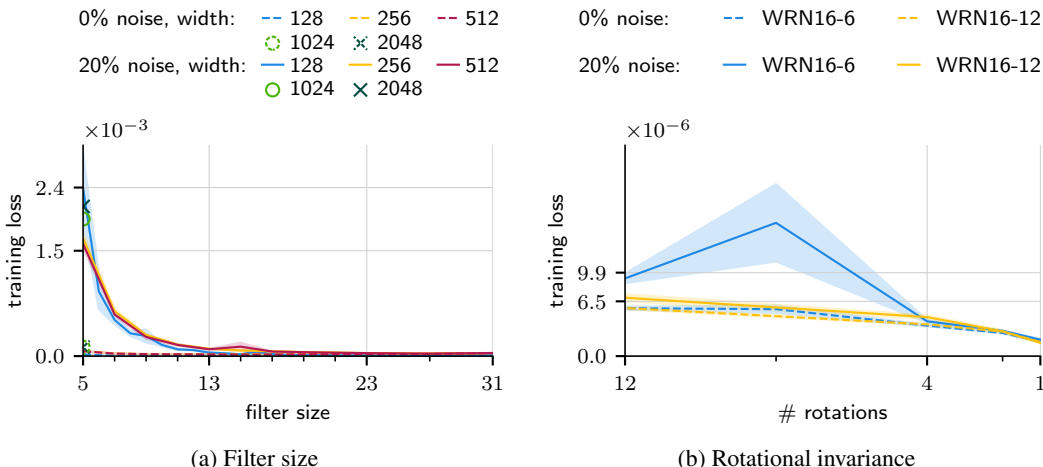 0% noise, width: 128 256 512
1024 2048
20% noise, width: 128 256 512
1024 2048
×10−3
training loss
2.4
1.5
0.0
5 13 23 31
filter size
(a) Filter size
0% noise: WRN16-6 WRN16-12
20% noise: WRN16-6 WRN16-12
×10−6
training loss
9.9
6.5
0.0
12 4 1
# rotations
(b) Rotational invariance